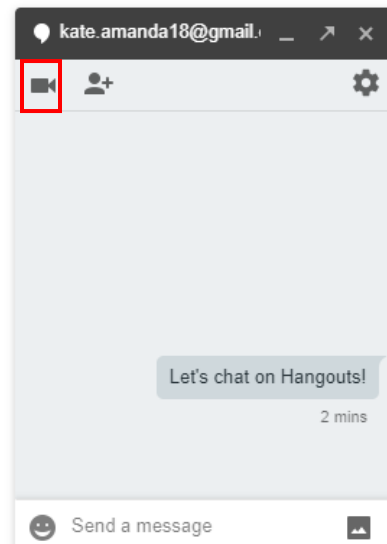 kate.amanda18@gmail.
Let's chat on Hangouts!
2 mins
Send a message